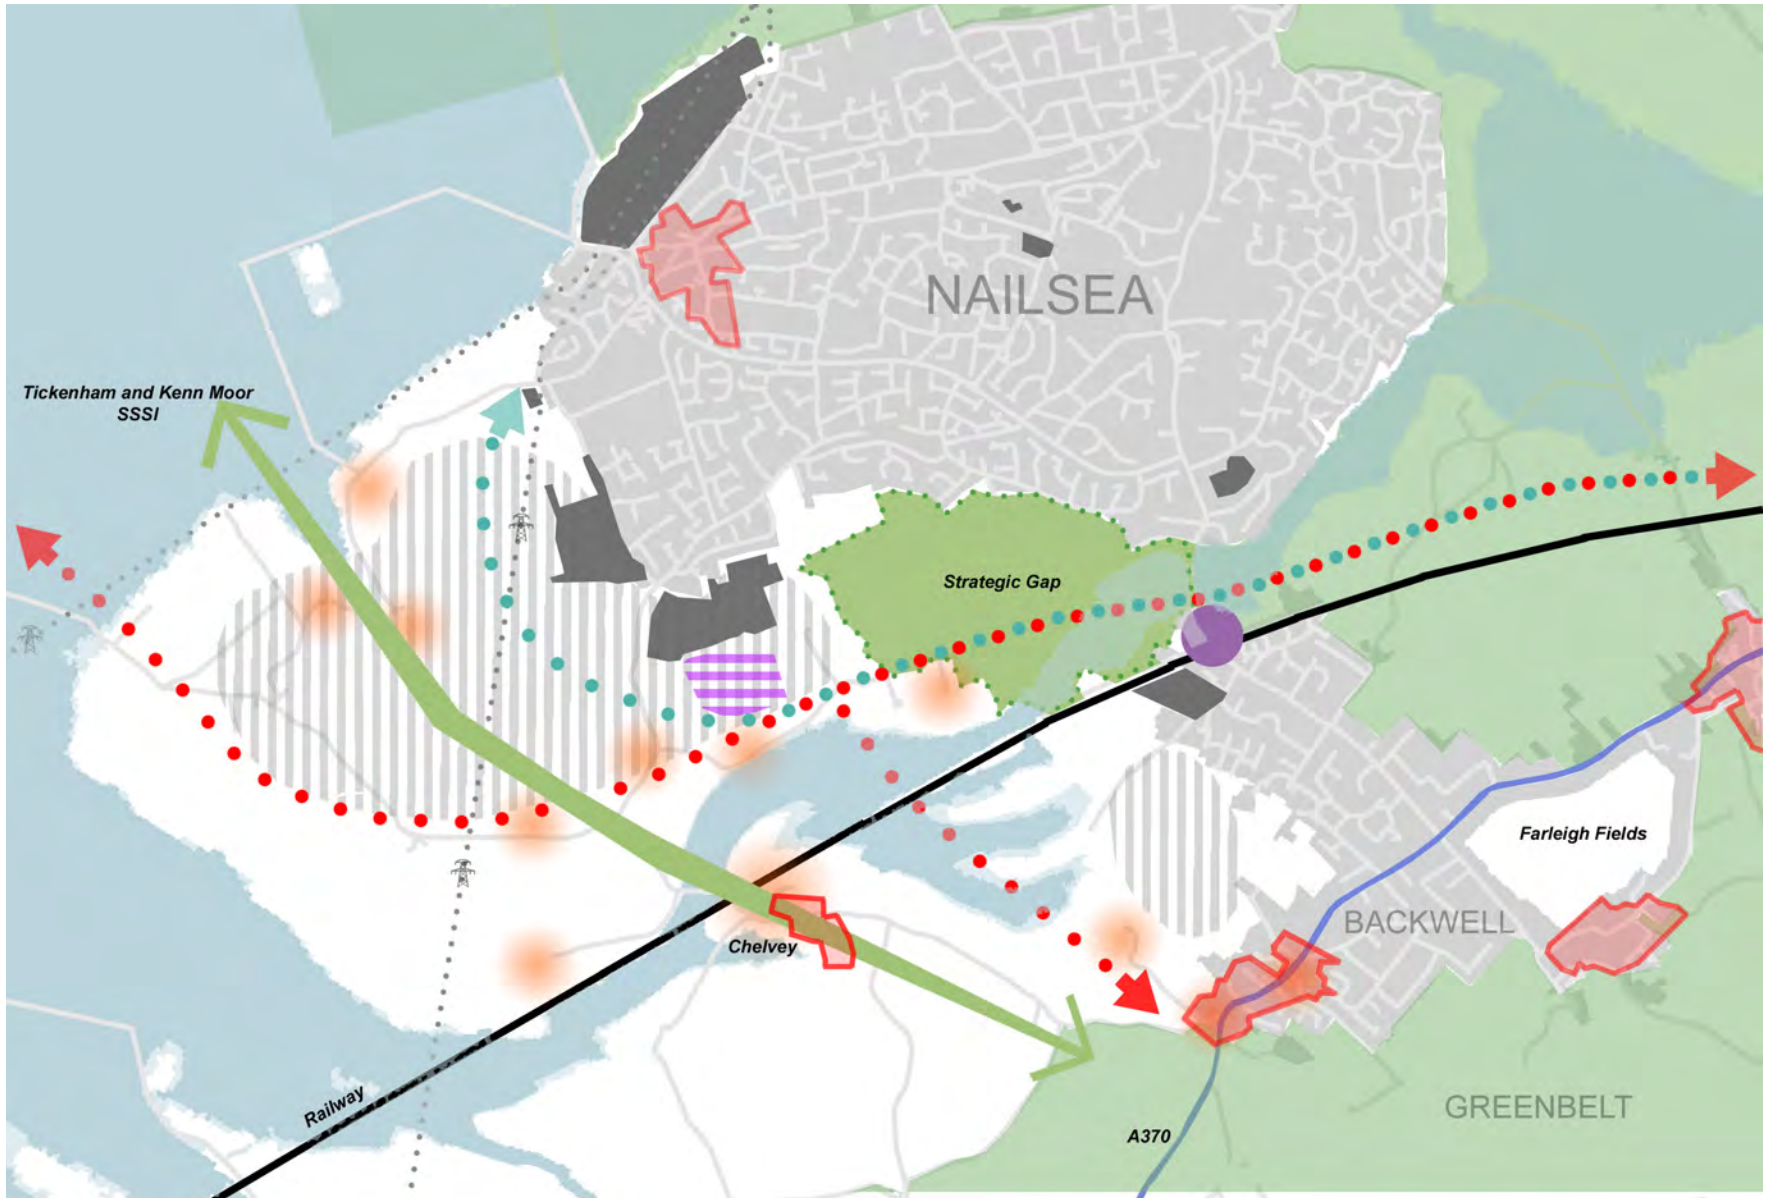 NAILSEA
Tickenham and Kenn Moor
SSSI
Strategic Gap
Farleigh Fields
BACKWELL
Chelvey
Railway
GREENBELT
A370